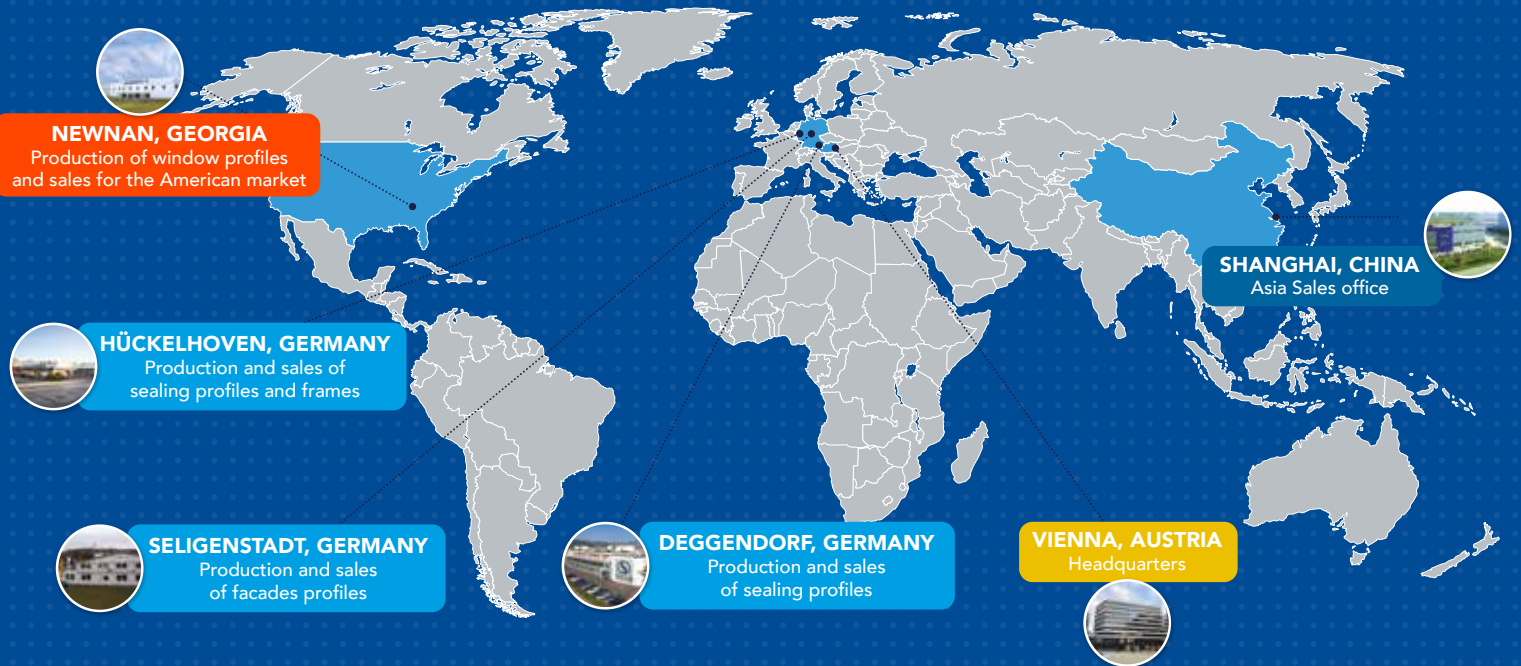 NEWNAN, GEORGIA
Production of window profiles
and sales for the American market
SHANGHAI, CHINA
Asia Sales office
HÜCKELHOVEN, GERMANY
Production and sales of
sealing profiles and frames
SELIGENSTADT, GERMANY
Production and sales
of facades profiles
DEGGENDORF, GERMANY
Production and sales
of sealing profiles
VIENNA, AUSTRIA
Headquarters